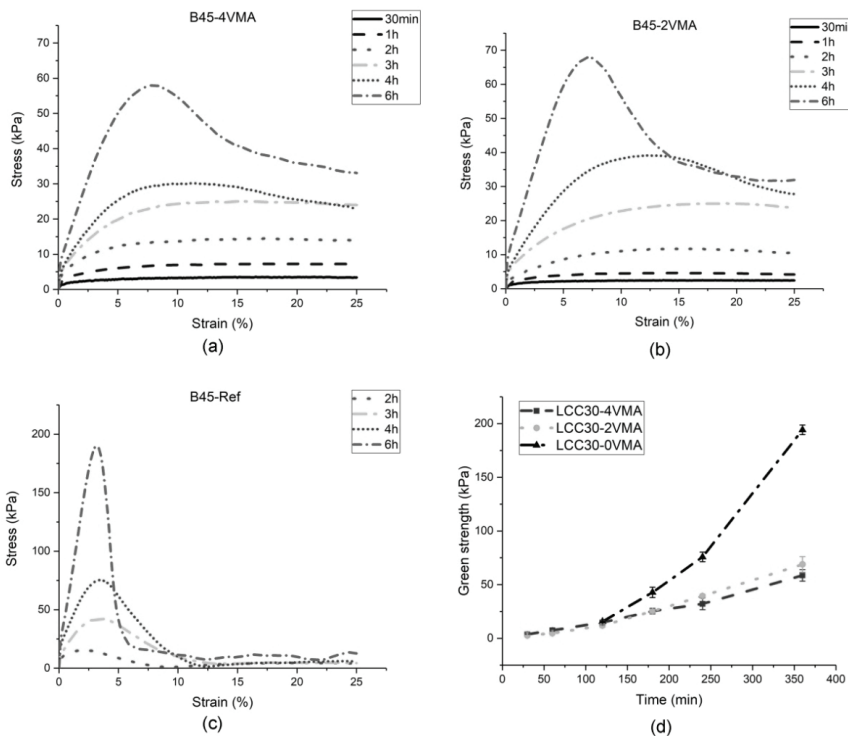 B45-4VMA
30min
1h
2h
3h
4h
6h
70
60
50
40
30
20
10
0
Stress (kPa)
0 5 10 15 20 25
Strain (%)
(a)
B45-2VMA
30min
1h
2h
3h
4h
6h
70
60
50
40
30
20
10
0
Stress (kPa)
0 5 10 15 20 25
Strain (%)
(b)
B45-Ref
2h
3h
4h
6h
200
150
100
50
0
Stress (kPa)
0 5 10 15 20 25
Strain (%)
(c)
LCC30-4VMA
LCC30-2VMA
LCC30-0VMA
200
150
100
50
0
Green strength (kPa)
0 50 100 150 200 250 300 350 400
Time (min)
(d)